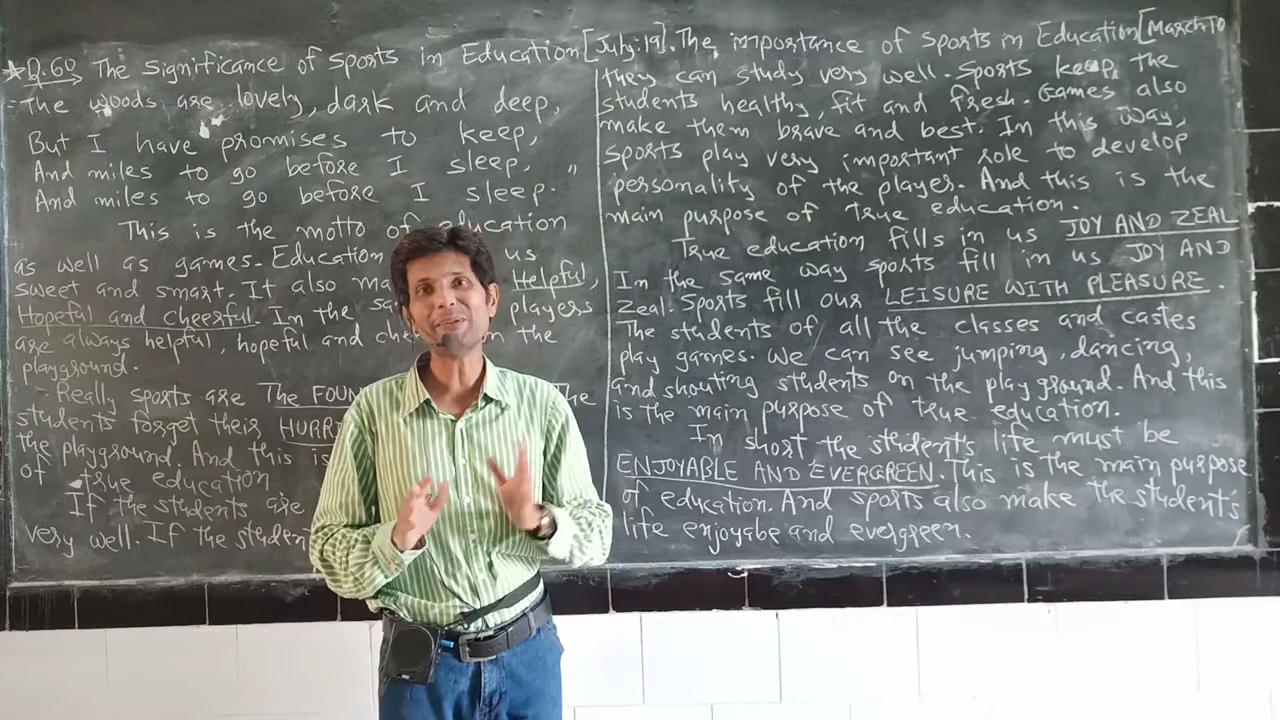 Q.60 The Significance of Sports in Education [July:19]. The importance of Sports in Education [March 10
The woods are lovely, dark and deep,
But I have promises to keep,
And miles to go before I sleep,
And miles to go before I sleep."
This is the motto of education
as well as games. Education us
sweet and smart. It also Helpful,
Hopeful and cheerful. In the players
are always helpful, hopeful and the
playground.
Really sports are The
students forget their
the playground. And this is
of true education
If the students are
very well. If the
they can study very well. Sports keep the
students healthy, fit and fresh. Games also
make them brave and best. In this way,
sports play very important role to develop
personality of the player. And this is the
main purpose of true education.
True education fills in us JOY AND ZEAL
In the same way sports fill in us JOY AND
Zeal. Sports fill our LEISURE WITH PLEASURE.
The students of all the classes and castes
play games. We can see jumping, dancing,
and shouting students on the playground. And this
is the main purpose of true education.
In short the student's life must be
ENJOYABLE AND EVERGREEN. This is the main purpose
of education. And sports also make the student's
life enjoyabe and evergreen.